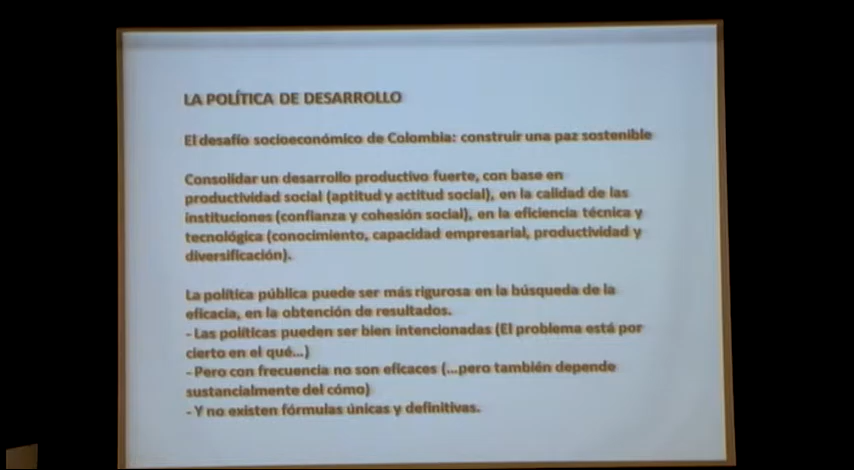 LA POLÍTICA DE DESARROLLO
El desafío socioeconómico de Colombia: construir una paz sostenible
Consolidar un desarrollo productivo fuerte, con base en
productividad social (aptitud y actitud social), en la calidad de las
instituciones (confianza y cohesión social), en la eficiencia técnica y
tecnológica (conocimiento, capacidad empresarial, productividad y
diversificación).
La política pública puede ser más rigurosa en la búsqueda de la
eficacia, en la obtención de resultados.
- Las políticas pueden ser bien intencionadas (El problema está por
cierto en el qué...)
- Pero con frecuencia no son eficaces (...pero también depende
sustancialmente del cómo)
- Y no existen fórmulas únicas y definitivas.